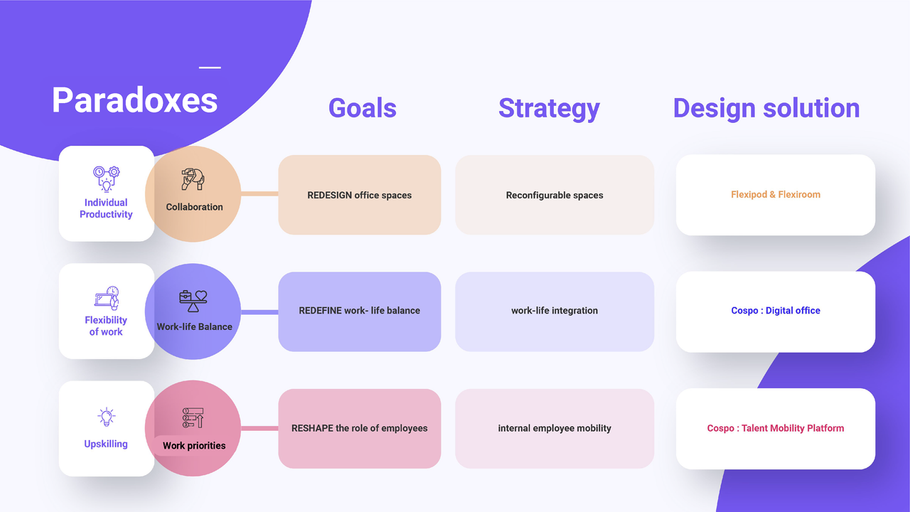 Paradoxes
Goals
Strategy
Design solution
Individual
Productivity
Collaboration
REDESIGN office spaces
Reconfigurable spaces
Flexipod & Flexiroom
Flexibility
of work
Work-life Balance
REDEFINE work- life balance
work-life integration
Cospo : Digital office
Upskilling
Work priorities
RESHAPE the role of employees
internal employee mobility
Cospo : Talent Mobility Platform